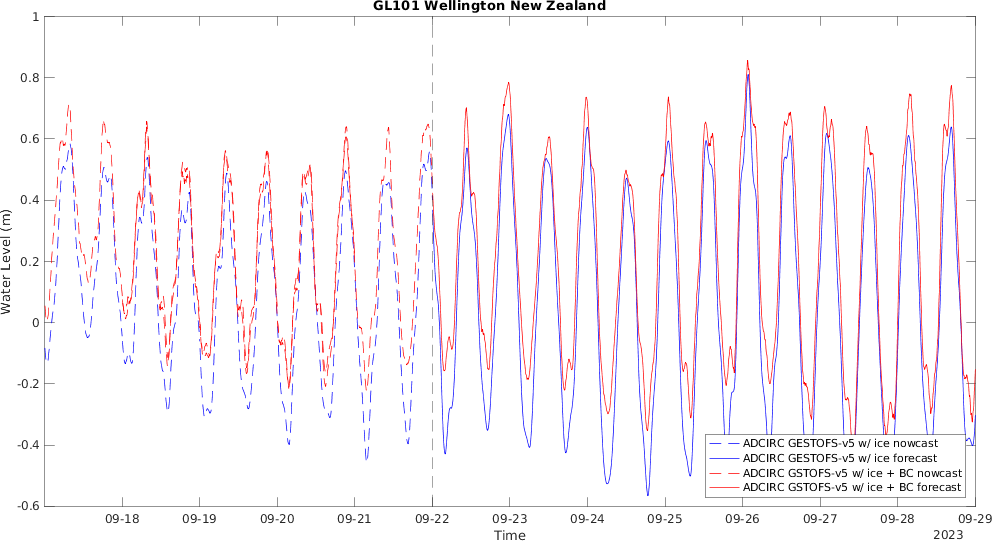 GL101 Wellington New Zealand
1
0.8
0.6
0.4
0.2
0
-0.2
-0.4
-0.6
Water Level (m)
ADCIRC GESTOFS-v5 w/ ice nowcast
ADCIRC GESTOFS-v5 w/ ice forecast
ADCIRC GSTOFS-v5 w/ ice + BC nowcast
ADCIRC GSTOFS-v5 w/ ice + BC forecast
09-18 09-19 09-20 09-21 09-22 09-23 09-24 09-25 09-26 09-27 09-28 09-29
Time
2023